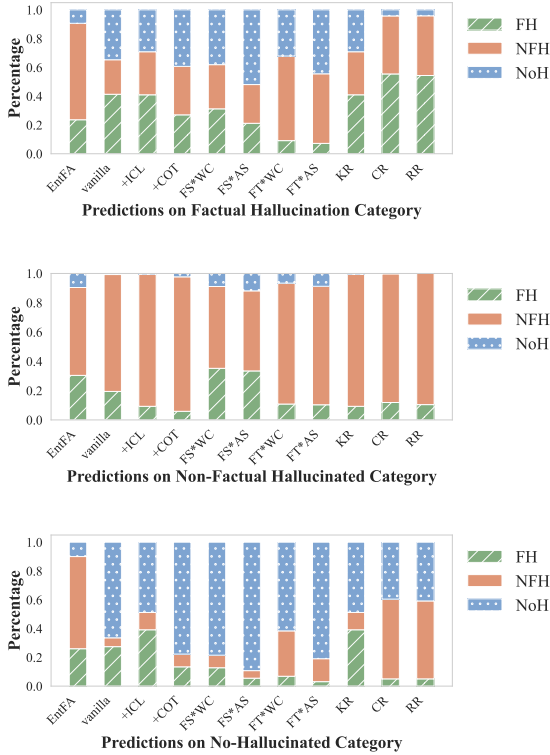 1.0
0.8
0.6
0.4
0.2
0.0
Percentage
EntFA vanilla +ICL +COT FS*WC FS*AS FT*WC FT*AS KR CR RR
Predictions on Factual Hallucination Category
FH
NFH
NoH
1.0
0.8
0.6
0.4
0.2
0.0
Percentage
EntFA vanilla +ICL +COT FS*WC FS*AS FT*WC FT*AS KR CR RR
Predictions on Non-Factual Hallucinated Category
FH
NFH
NoH
1.0
0.8
0.6
0.4
0.2
0.0
Percentage
EntFA vanilla +ICL +COT FS*WC FS*AS FT*WC FT*AS KR CR RR
Predictions on No-Hallucinated Category
FH
NFH
NoH